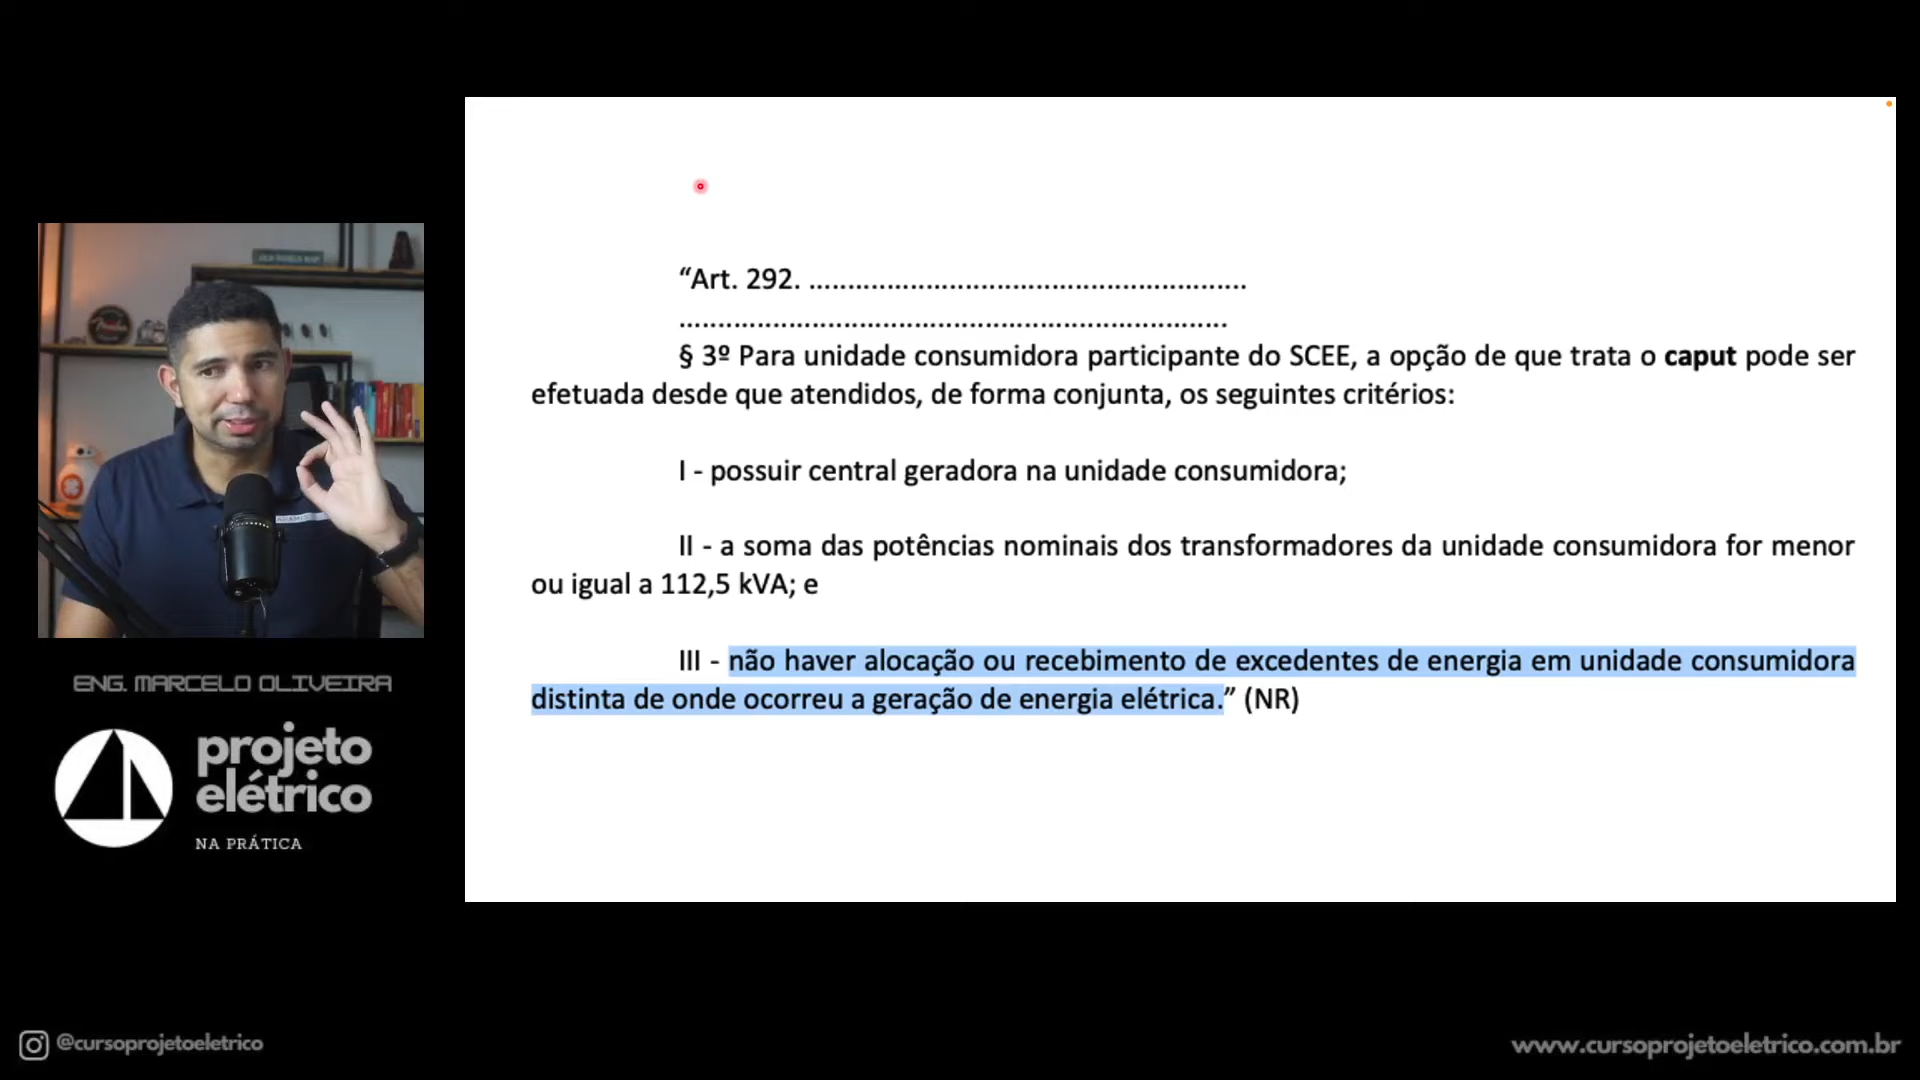 “Art. 292. .........................................................
.......................................................................
§ 3º Para unidade consumidora participante do SCEE, a opção de que trata o caput pode ser
efetuada desde que atendidos, de forma conjunta, os seguintes critérios:
I - possuir central geradora na unidade consumidora;
II - a soma das potências nominais dos transformadores da unidade consumidora for menor
ou igual a 112,5 kVA; e
III - não haver alocação ou recebimento de excedentes de energia em unidade consumidora
distinta de onde ocorreu a geração de energia elétrica.” (NR)
ENG. MARCELO OLIVEIRA
projeto
elétrico
NA PRÁTICA
@cursoprojetoeletrico
www.cursoprojetoeletrico.com.br